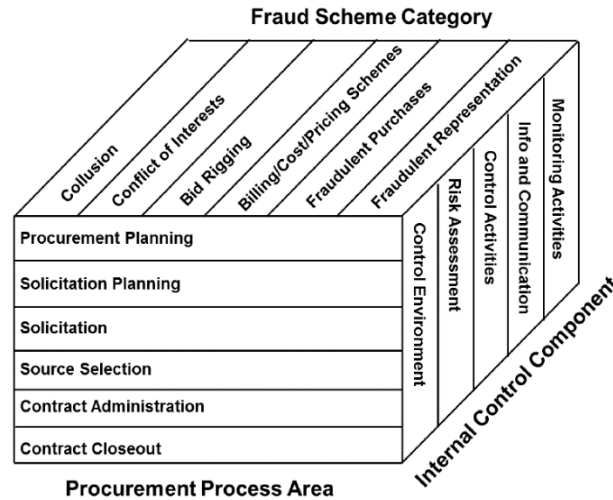 Fraud Scheme Category
Collusion
Conflict of Interests
Bid Rigging
Billing/Cost/Pricing Schemes
Fraudulent Purchases
Fraudulent Representation
Procurement Planning
Solicitation Planning
Solicitation
Source Selection
Contract Administration
Contract Closeout
Control Environment
Risk Assessment
Control Activities
Info and Communication
Monitoring Activities
Internal Control Component
Procurement Process Area